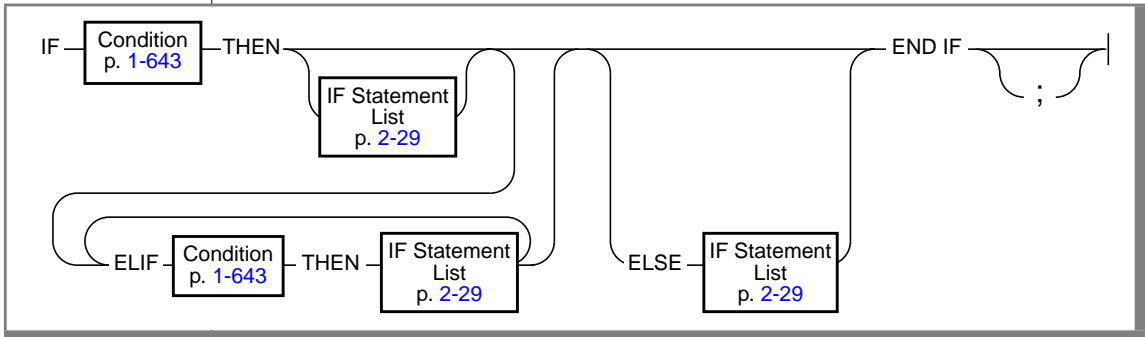 IF
Condition
p. 1-643
THEN
IF Statement
List
p. 2-29
END IF
;
ELIF
Condition
p. 1-643
THEN
IF Statement
List
p. 2-29
ELSE
IF Statement
List
p. 2-29